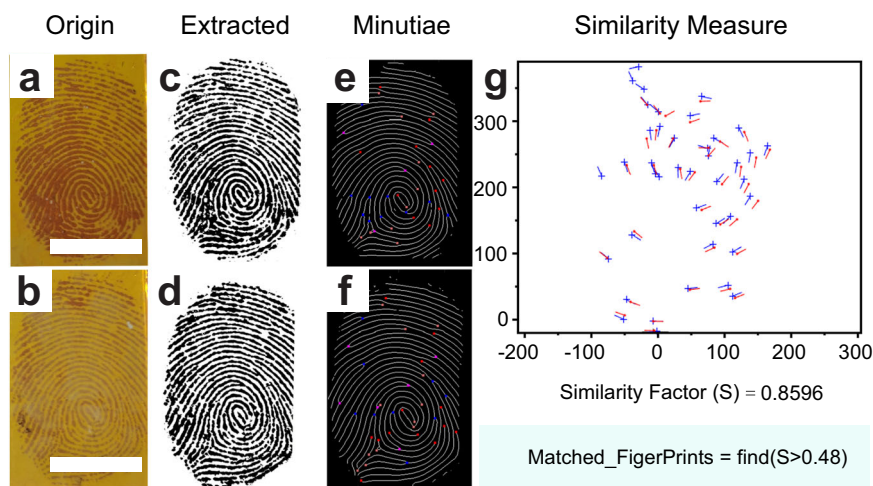 Origin Extracted Minutiae Similarity Measure
a c e g
b d f
300
200
100
0
-200 -100 0 100 200 300
Similarity Factor (S) = 0.8596
Matched_FigerPrints = find(S>0.48)